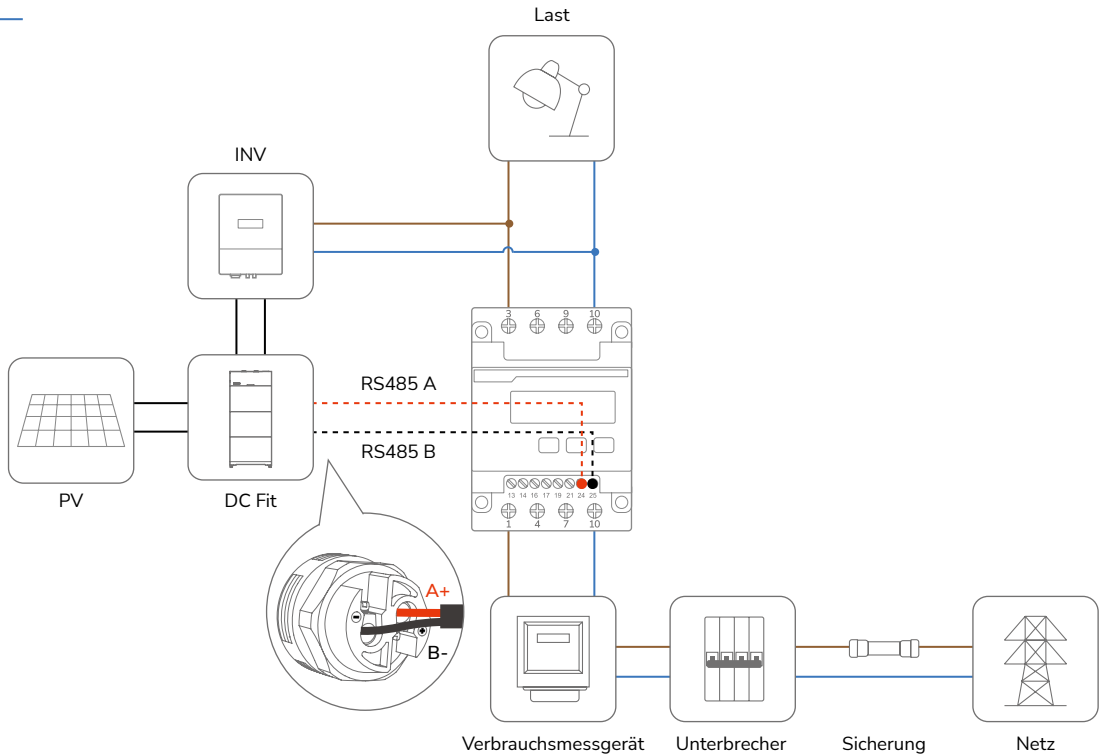 Last
INV
3 6 9 10
RS485 A
RS485 B
PV
DC Fit
13 14 16 17 19 21 24 25
1 4 7 10
A+
B-
Verbrauchsmessgerät Unterbrecher Sicherung Netz